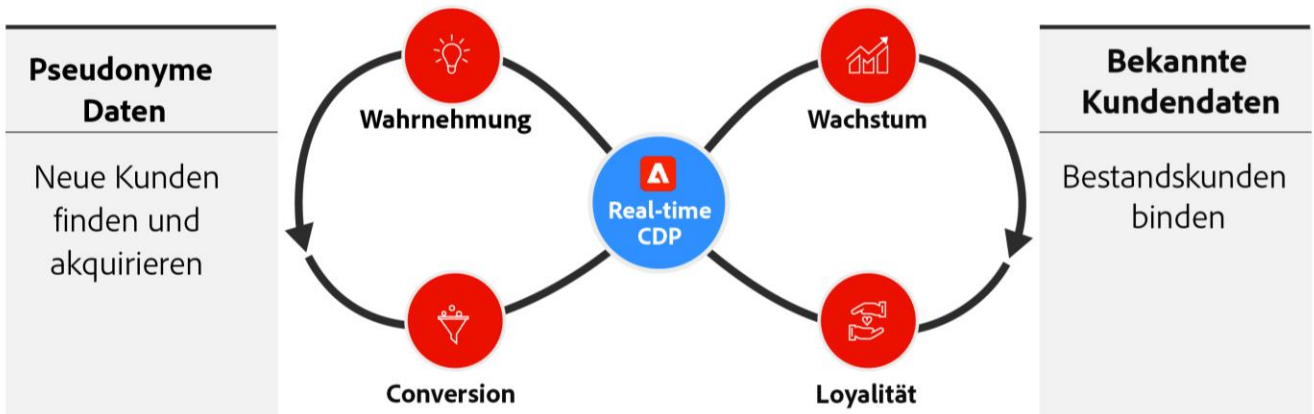 Pseudonyme
Daten
Neue Kunden
finden und
akquirieren
Wahrnehmung
Conversion
Real-time
CDP
Wachstum
Loyalität
Bekannte
Kundendaten
Bestandskunden
binden